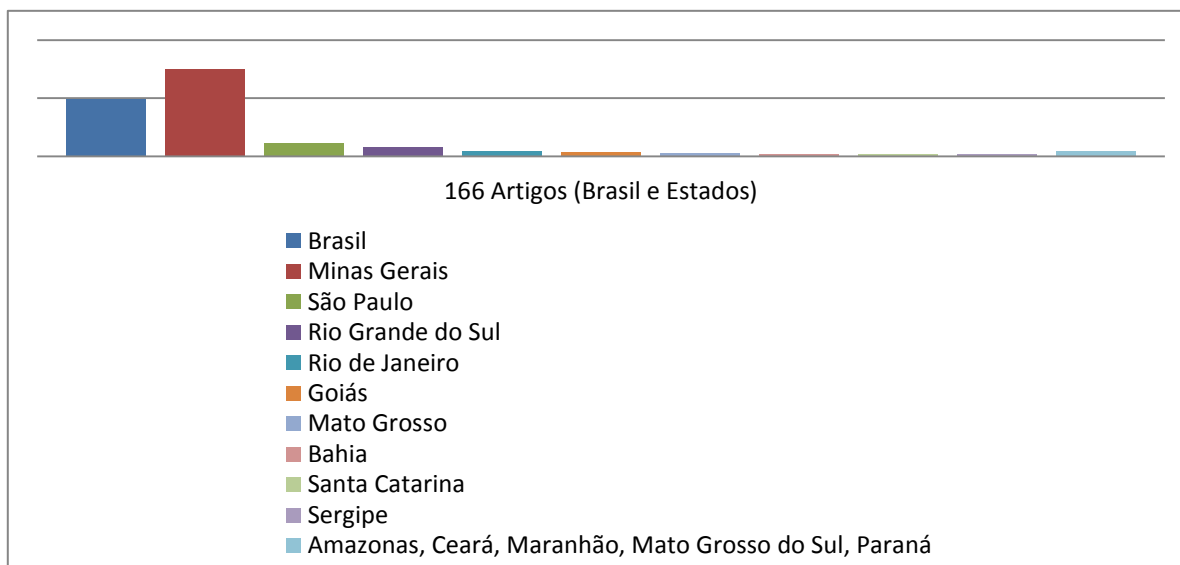 166 Artigos (Brasil e Estados)
Brasil
Minas Gerais
São Paulo
Rio Grande do Sul
Rio de Janeiro
Goiás
Mato Grosso
Bahia
Santa Catarina
Sergipe
Amazonas, Ceará, Maranhão, Mato Grosso do Sul, Paraná